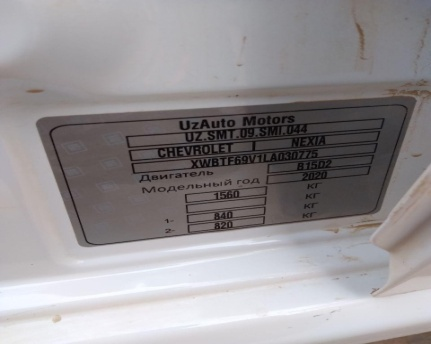 UzAuto Motors
UZ.SMT.09.SMI.044
CHEVROLET NEXIA
XWBTF69V1LA030775
Двигатель B15D2
Модельный год 2020
1560 КГ
КГ
1- 840 КГ
2- 820 КГ